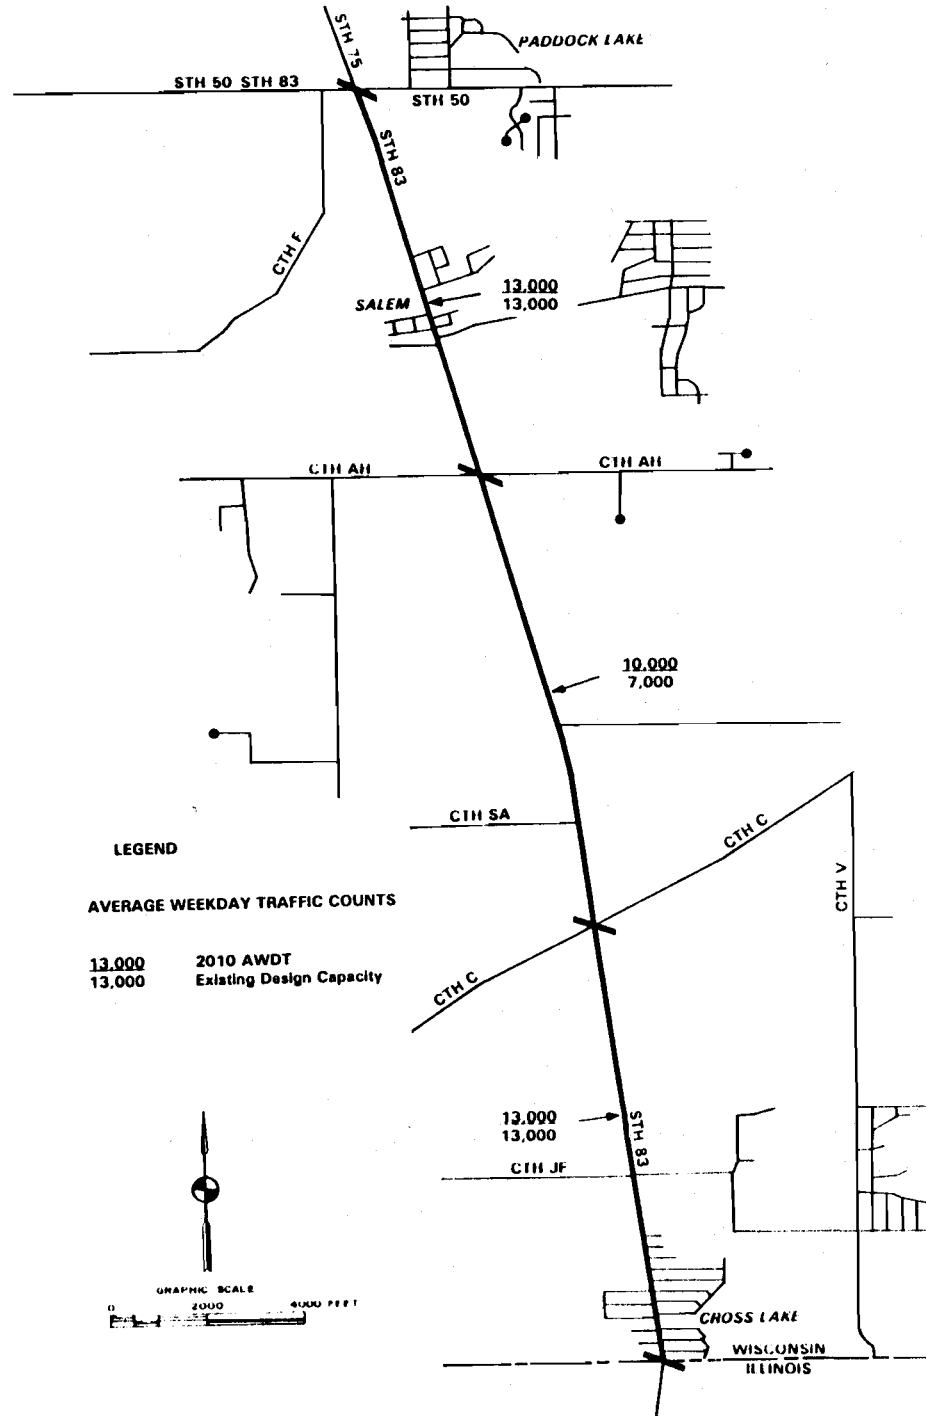 STH 75
PADDOCK LAKE
STH 50 STH 83
STH 50
STH 83
CTH F
SALEM
13,000
13,000
CTH AH
CTH AH
10,000
7,000
CTH SA
CTH C
CTH V
LEGEND
AVERAGE WEEKDAY TRAFFIC COUNTS
13,000 2010 AWDT
13,000 Existing Design Capacity
CTH C
13,000
13,000
STH 83
CTH JF
GRAPHIC SCALE
0 2000 4000 FEET
CROSS LAKE
WISCONSIN
ILLINOIS